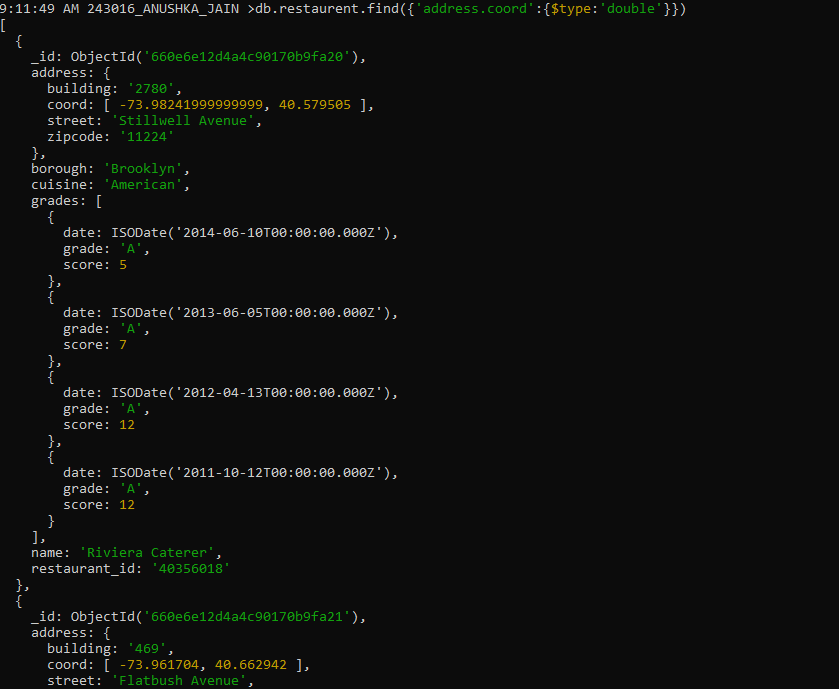 9:11:49 AM 243016_ANUSHKA_JAIN >db.restaurent.find({'address.coord':{$type:'double'}})
[
  {
    _id: ObjectId('660e6e12d4a4c90170b9fa20'),
    address: {
      building: '2780',
      coord: [ -73.98241999999999, 40.579505 ],
      street: 'Stillwell Avenue',
      zipcode: '11224'
    },
    borough: 'Brooklyn',
    cuisine: 'American',
    grades: [
      {
        date: ISODate('2014-06-10T00:00:00.000Z'),
        grade: 'A',
        score: 5
      },
      {
        date: ISODate('2013-06-05T00:00:00.000Z'),
        grade: 'A',
        score: 7
      },
      {
        date: ISODate('2012-04-13T00:00:00.000Z'),
        grade: 'A',
        score: 12
      },
      {
        date: ISODate('2011-10-12T00:00:00.000Z'),
        grade: 'A',
        score: 12
      }
    ],
    name: 'Riviera Caterer',
    restaurant_id: '40356018'
  },
  {
    _id: ObjectId('660e6e12d4a4c90170b9fa21'),
    address: {
      building: '469',
      coord: [ -73.961704, 40.662942 ],
      street: 'Flatbush Avenue',